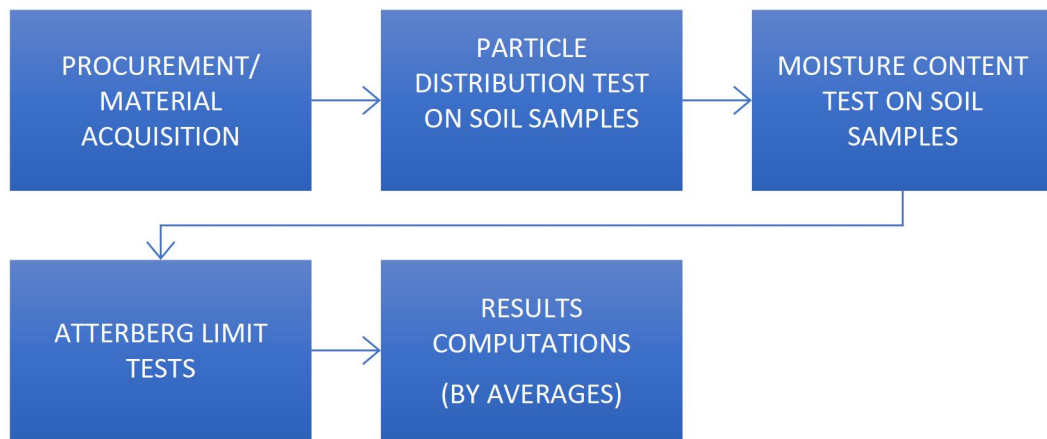 PROCUREMENT/
MATERIAL
ACQUISITION
PARTICLE
DISTRIBUTION TEST
ON SOIL SAMPLES
MOISTURE CONTENT
TEST ON SOIL
SAMPLES
ATTERBERG LIMIT
TESTS
RESULTS
COMPUTATIONS
(BY AVERAGES)